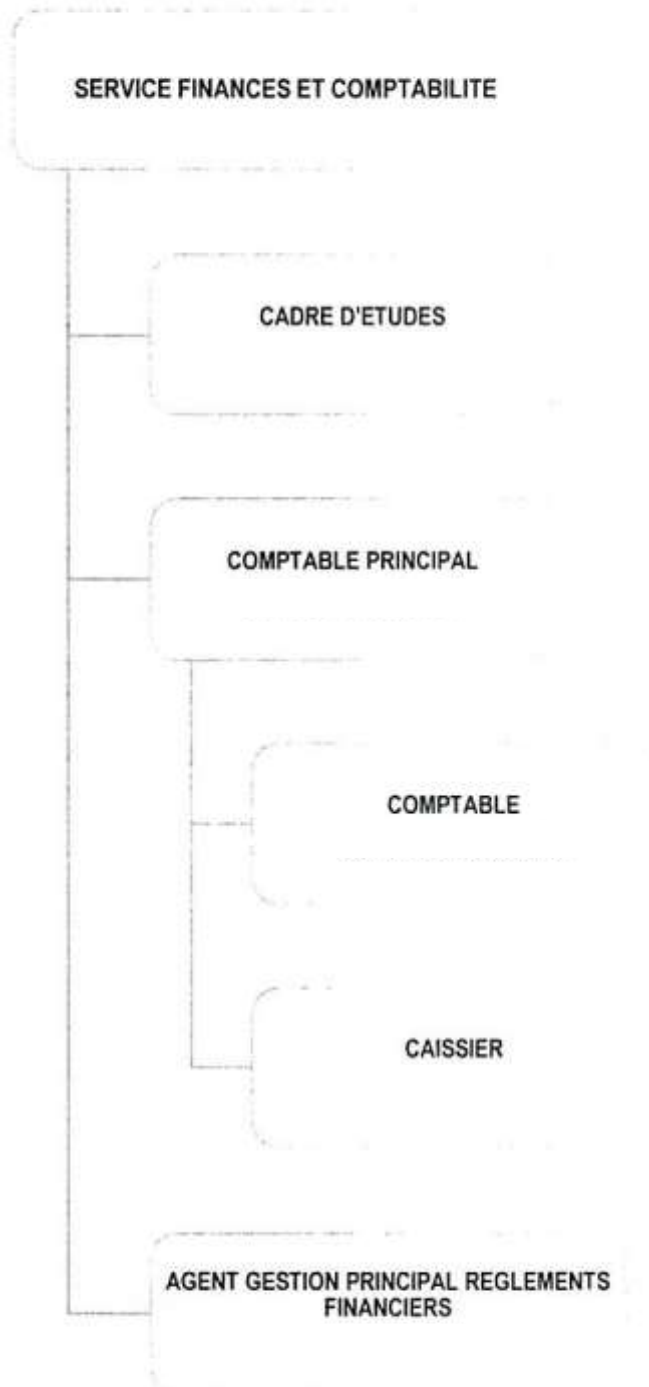 SERVICE FINANCES ET COMPTABILITE
CADRE D'ETUDES
COMPTABLE PRINCIPAL
COMPTABLE
CAISSIER
AGENT GESTION PRINCIPAL REGLEMENTS
FINANCIERS